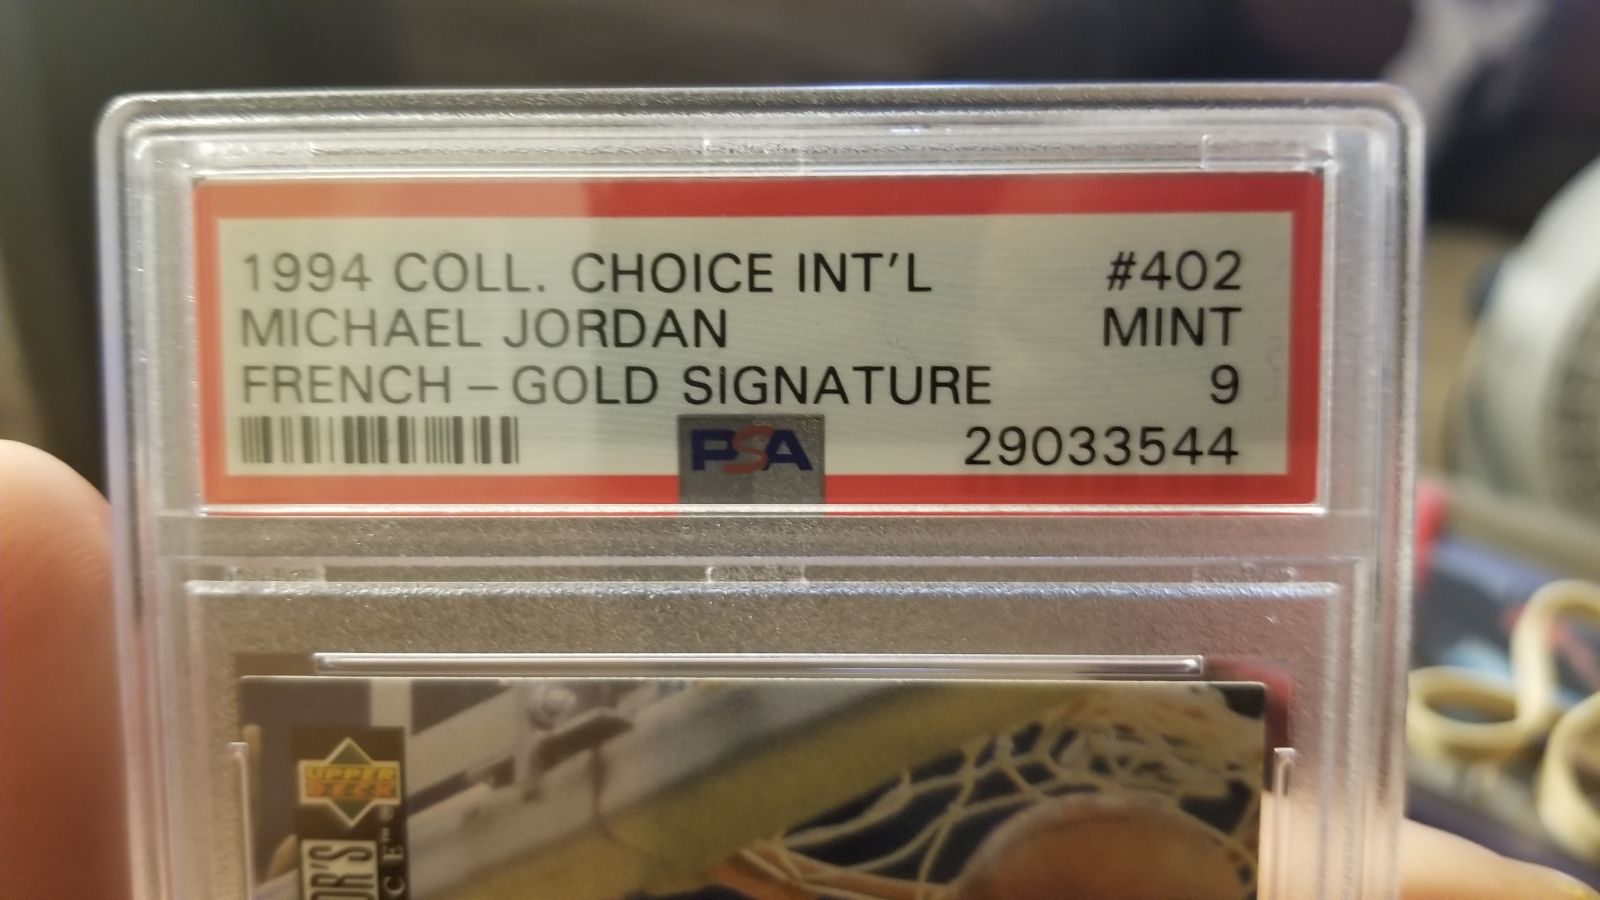 1994 COLL. CHOICE INT'L #402
MICHAEL JORDAN MINT
FRENCH - GOLD SIGNATURE 9
PSA 29033544
UPPER DECK